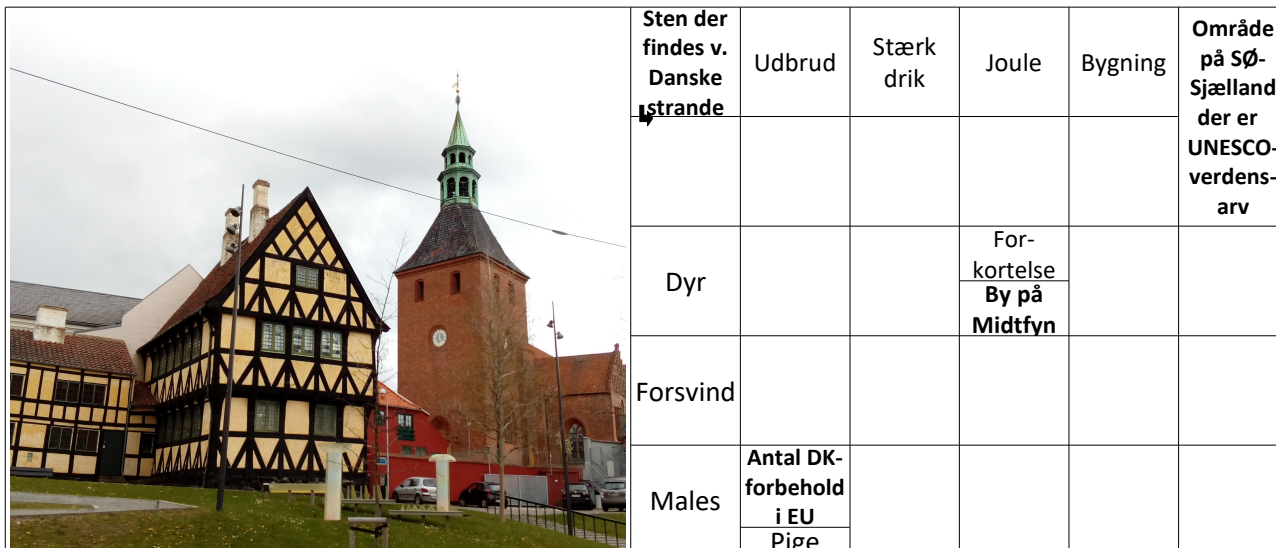 Sten der
findes v.
Danske
strande
Udbrud
Stærk
drik
Joule
Bygning
Område
på SØ-
Sjælland
der er
UNESCO-
verdens-
arv
Dyr
For-
kortelse
By på
Midtfyn
Forsvind
Males
Antal DK-
forbehold
i EU
Pige